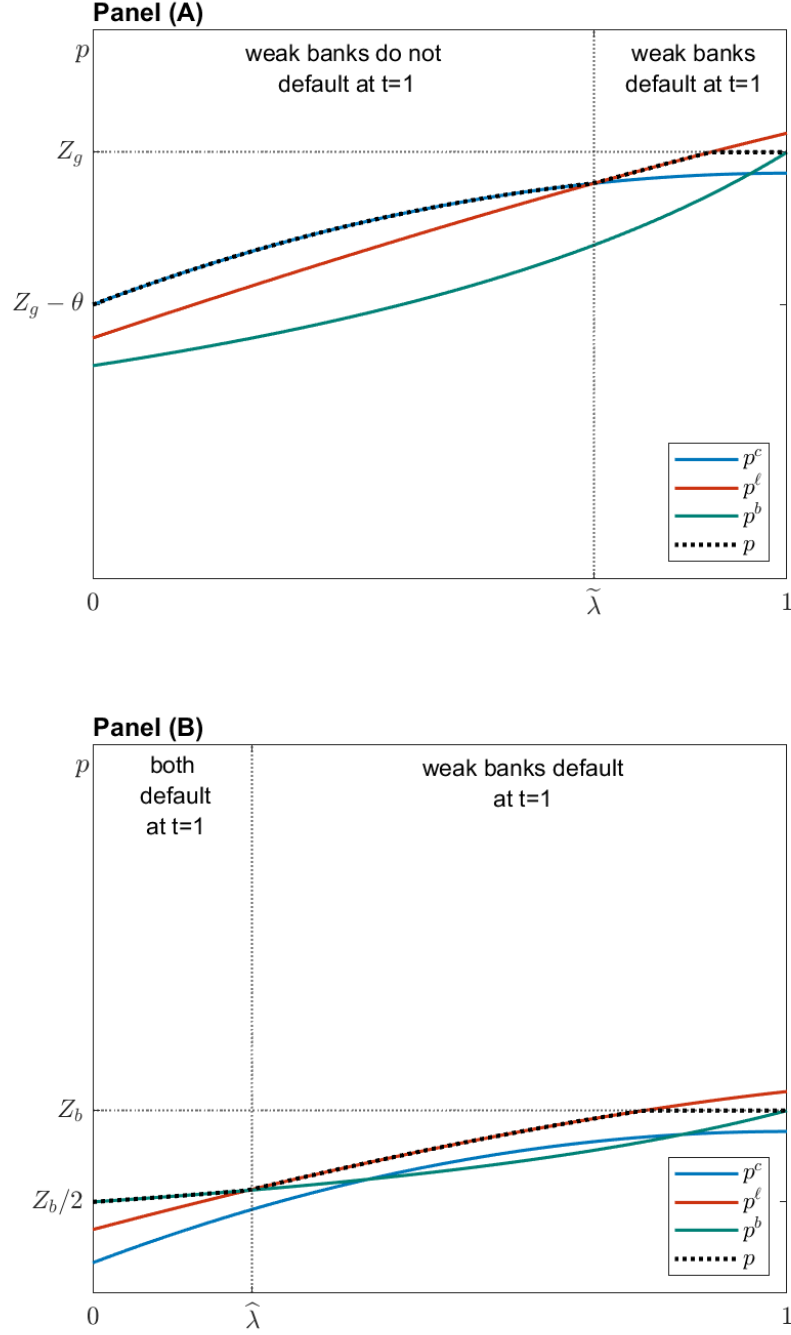 Panel (A)
p
weak banks do not
default at t=1
weak banks
default at t=1
Z_g
Z_g − θ
p^c
p^ℓ
p^b
p
0
λ̃
1
Panel (B)
p
both
default
at t=1
weak banks default
at t=1
Z_b
Z_b/2
p^c
p^ℓ
p^b
p
0
λ̂
1